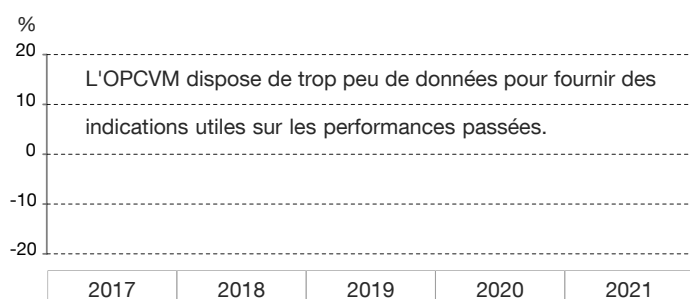 %
20
L'OPCVM dispose de trop peu de données pour fournir des
10
indications utiles sur les performances passées.
0
-10
-20
2017 2018 2019 2020 2021